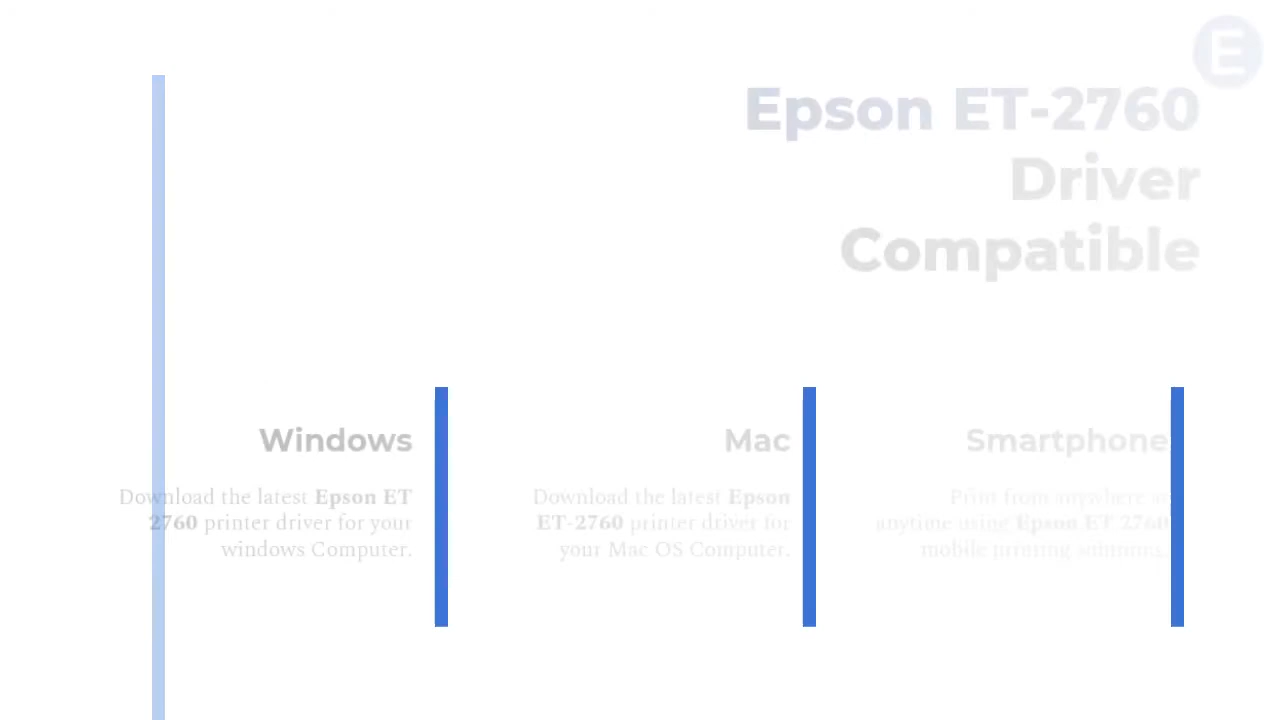 E
Epson ET-2760
Driver
Compatible
Windows
Download the latest Epson ET
2760 printer driver for your
windows Computer.
Mac
Download the latest Epson
ET-2760 printer driver for
your Mac OS Computer.
Smartphone
Print from anywhere
anytime using Epson ET 2760
mobile printing solutions.